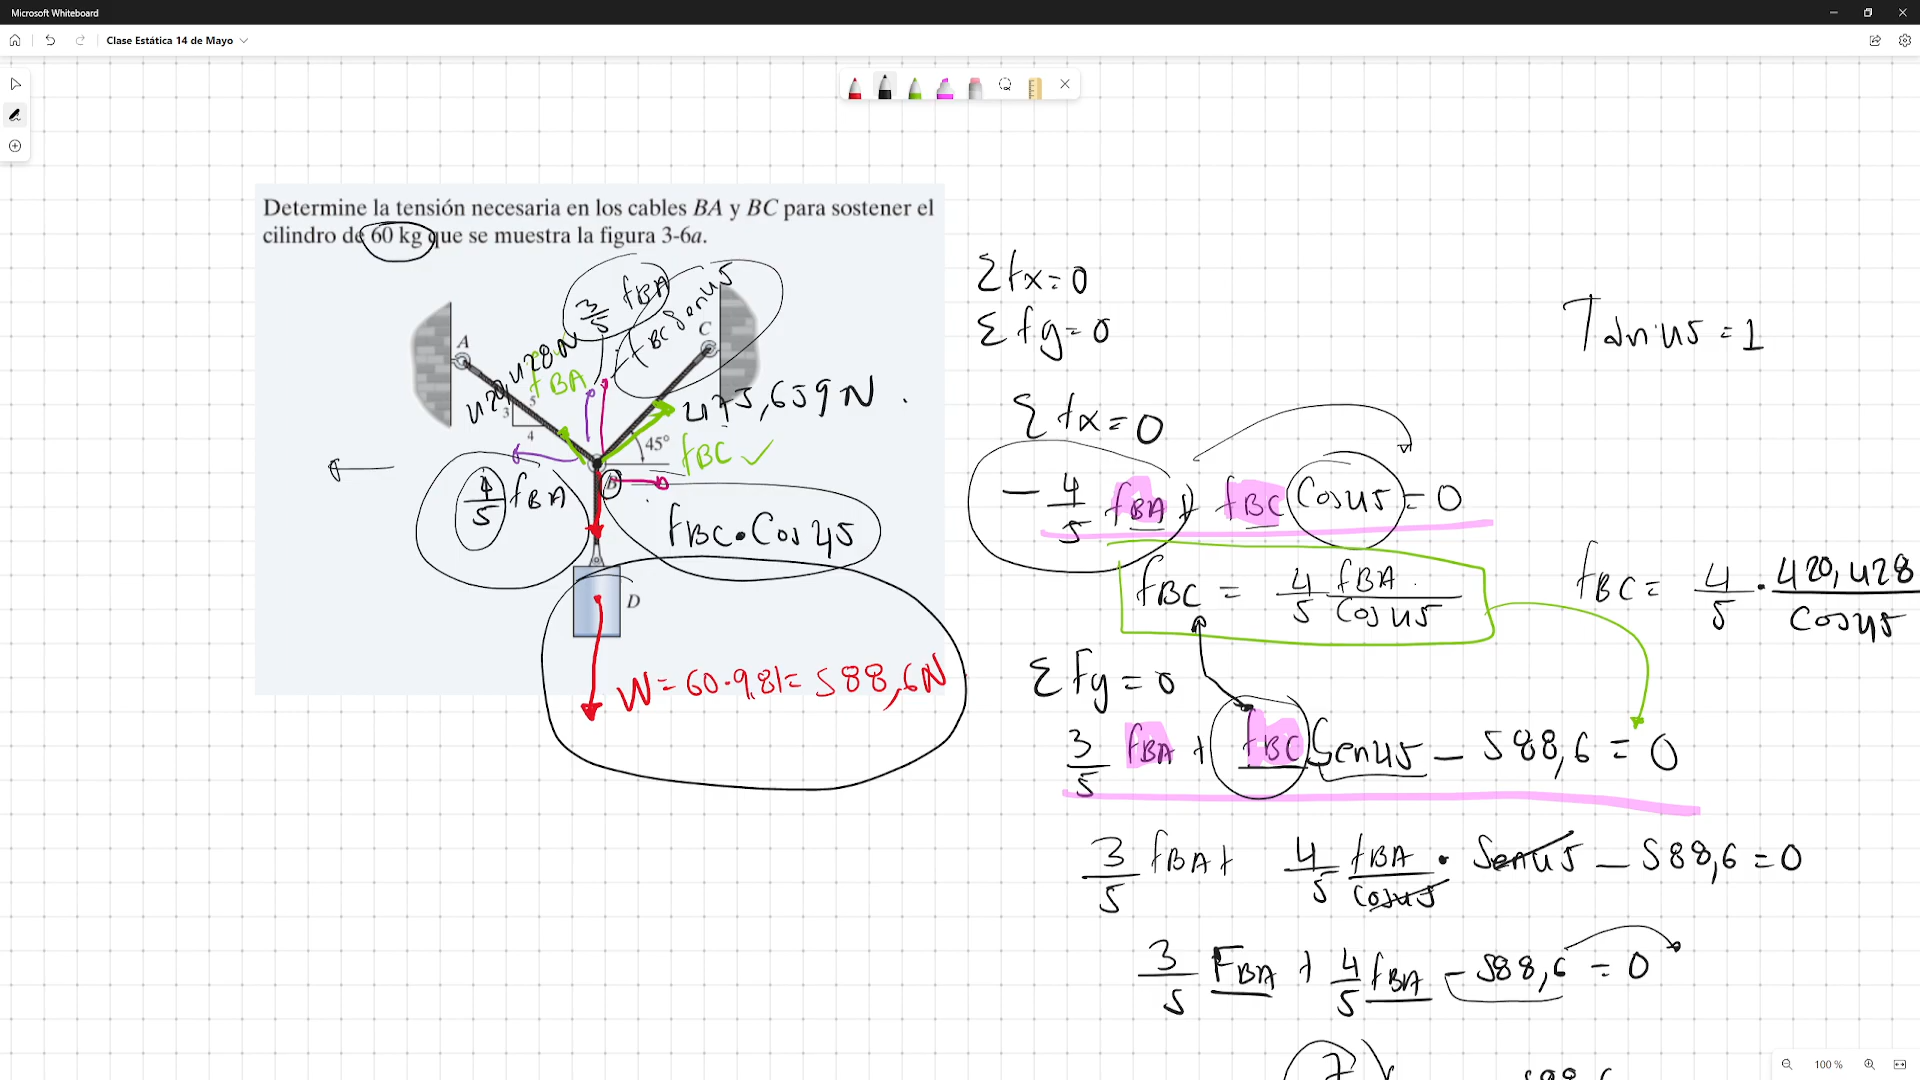 Microsoft Whiteboard
Clase Estática 14 de Mayo
Determine la tensión necesaria en los cables BA y BC para sostener el
cilindro de 60 kg que se muestra la figura 3-6a.
3/5 fBA
fBC Sen45
A
C
420,428N
fBA
473,659N.
5
3
4
45°
fBC ✓
B
4/5 fBA
fBC•Cos45
D
W = 60•9,81 = 588,6N
Σfx=0
Σfy=0
Tan45=1
Σfx=0
-4/5 fBA + fBC Cos45 = 0
fBC = 4/5 fBA/Cos45
fBC = 4/5 • 420,428/Cos45
ΣFy=0
3/5 fBA + fBC Sen45 - 588,6 = 0
3/5 fBA + 4/5 fBA/Cos45 • Sen45 - 588,6 = 0
3/5 FBA + 4/5 fBA - 588,6 = 0
7
100 %